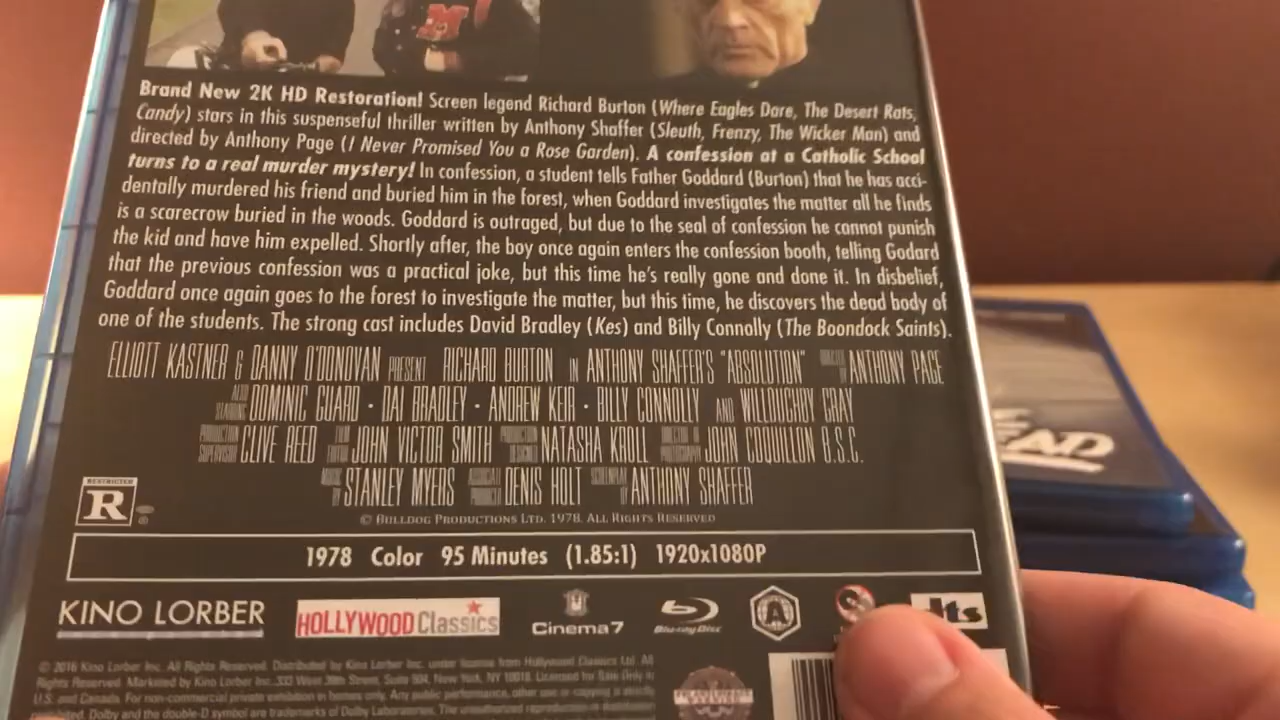 M
Brand New 2K HD Restoration! Screen legend Richard Burton (Where Eagles Dare, The Desert Rats,
Candy) stars in this suspenseful thriller written by Anthony Shaffer (Sleuth, Frenzy, The Wicker Man) and
directed by Anthony Page (I Never Promised You a Rose Garden). A confession at a Catholic School
turns to a real murder mystery! In confession, a student tells Father Goddard (Burton) that he has acci-
dentally murdered his friend and buried him in the forest, when Goddard investigates the matter all he finds
is a scarecrow buried in the woods. Goddard is outraged, but due to the seal of confession he cannot punish
the kid and have him expelled. Shortly after, the boy once again enters the confession booth, telling Godard
that the previous confession was a practical joke, but this time he's really gone and done it. In disbelief,
Goddard once again goes to the forest to investigate the matter, but this time, he discovers the dead body of
one of the students. The strong cast includes David Bradley (Kes) and Billy Connolly (The Boondock Saints).
ELLIOTT KASTNER & DANNY O'DONOVAN PRESENT RICHARD BURTON IN ANTHONY SHAFFER'S "ABSOLUTION" DIRECTED BY ANTHONY PAGE
ALSO STARRING DOMINIC GUARD · DAI BRADLEY · ANDREW KEIR · BILLY CONNOLLY AND WILLOUGHBY GRAY
PRODUCTION SUPERVISOR CLIVE REED FILM EDITOR JOHN VICTOR SMITH PRODUCTION DESIGNER NATASHA KROLL DIRECTOR OF PHOTOGRAPHY JOHN COQUILLON B.S.C.
MUSIC BY STANLEY MYERS ASSOCIATE PRODUCER DENIS HOLT SCREENPLAY BY ANTHONY SHAFFER
RESTRICTED
R
© BULLDOG PRODUCTIONS LTD. 1978. ALL RIGHTS RESERVED
1978 Color 95 Minutes (1.85:1) 1920x1080P
KINO LORBER HOLLYWOOD Classics Cinema7 Blu-ray Disc A dts
© 2016 Kino Lorber Inc. All Rights Reserved. Distributed by Kino Lorber Inc. under license from Hollywood Classics Ltd. All
Rights Reserved. Marketed by Kino Lorber Inc. 333 West 39th Street, Suite 504, New York, NY 10018. Licensed for Sale Only in
U.S. and Canada. For non-commercial private exhibition in homes only. Any public performance, other use or copying is strictly
prohibited. Dolby and the double-D symbol are trademarks of Dolby Laboratories. The unauthorized reproduction or distribution